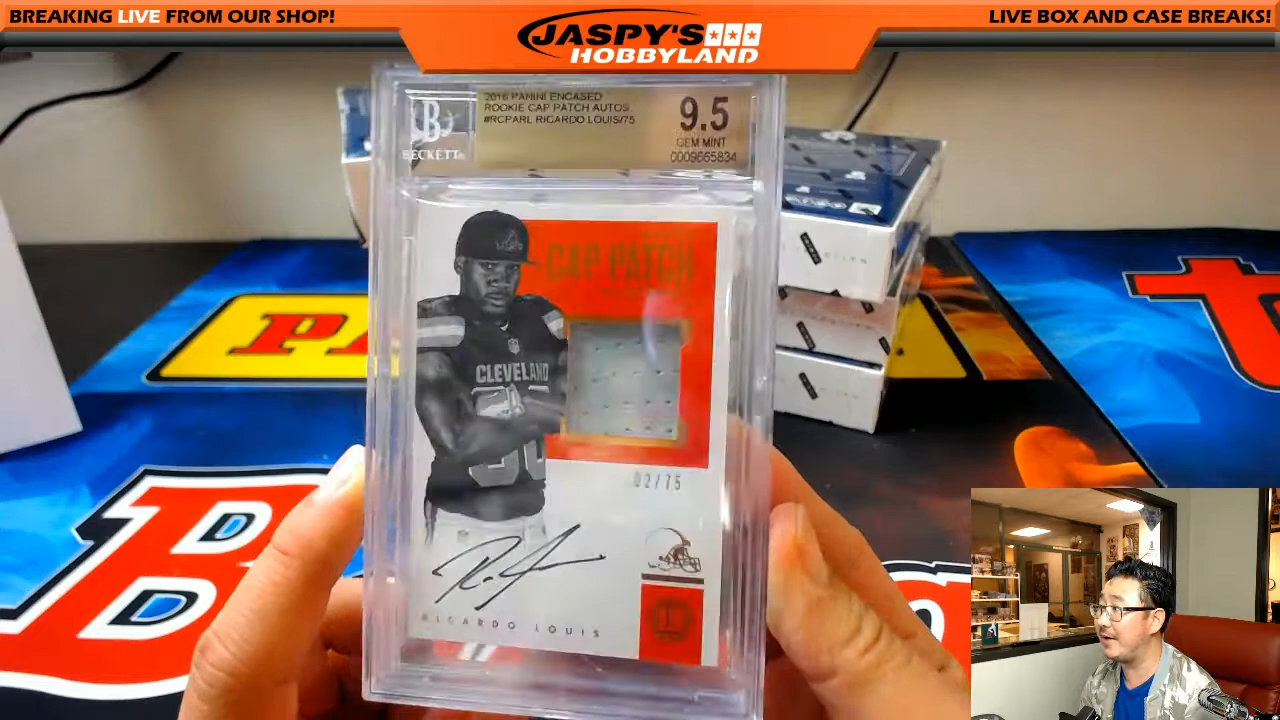 BREAKING LIVE FROM OUR SHOP!
JASPY'S
HOBBYLAND
LIVE BOX AND CASE BREAKS!
B
BECKETT
2016 PANINI ENCASED
ROOKIE CAP PATCH AUTOS
#RCPARL RICARDO LOUIS/75
9.5
GEM MINT
0009665834
CAP PATCH
CLEVELAND
02/75
RICARDO LOUIS
PA
B